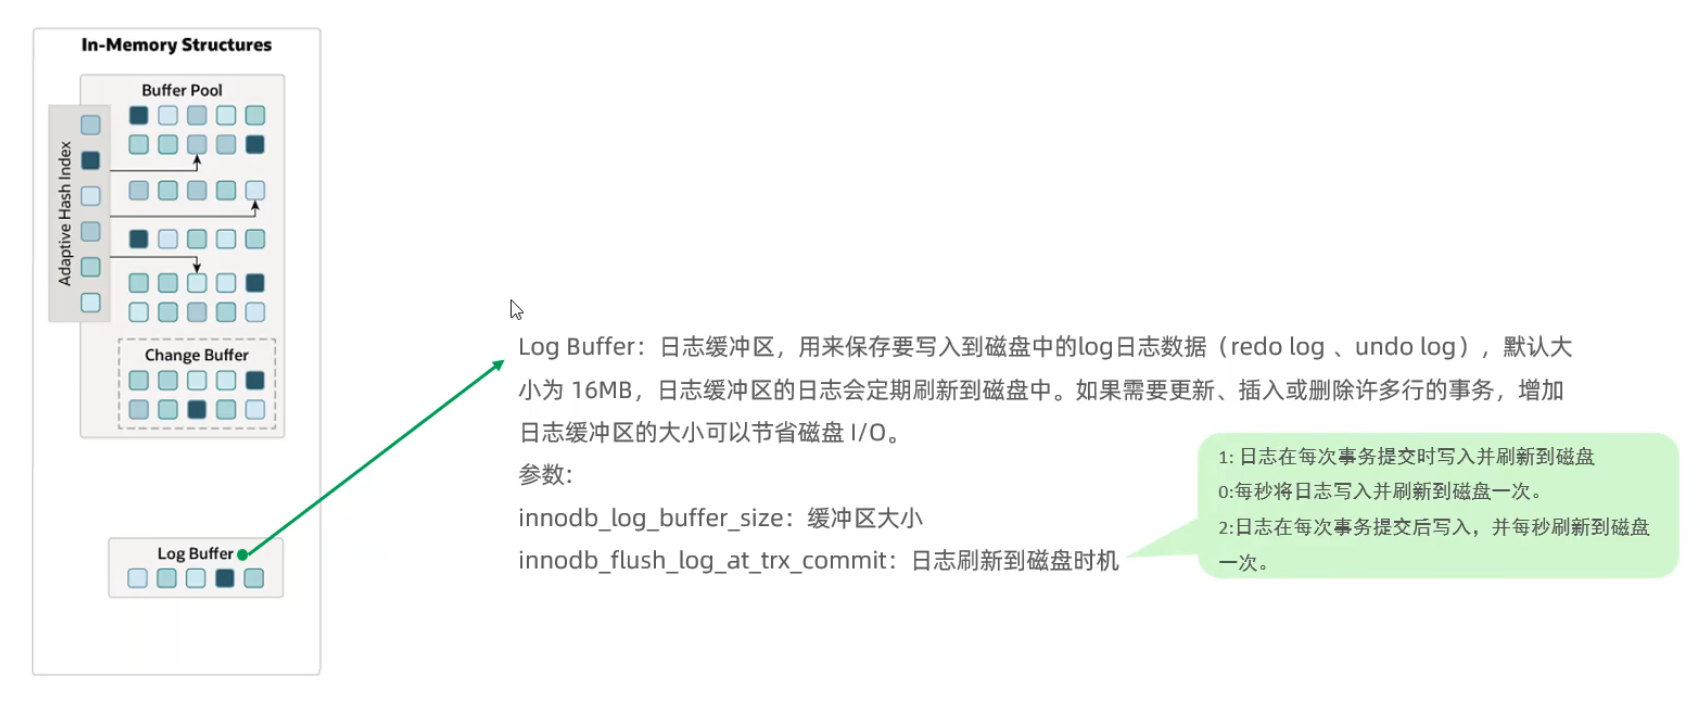 In-Memory Structures
Buffer Pool
Adaptive Hash Index
Change Buffer
Log Buffer
Log Buffer：日志缓冲区，用来保存要写入到磁盘中的log日志数据（redo log 、undo log），默认大
小为 16MB，日志缓冲区的日志会定期刷新到磁盘中。如果需要更新、插入或删除许多行的事务，增加
日志缓冲区的大小可以节省磁盘 I/O。
参数：
innodb_log_buffer_size：缓冲区大小
innodb_flush_log_at_trx_commit：日志刷新到磁盘时机
1: 日志在每次事务提交时写入并刷新到磁盘
0:每秒将日志写入并刷新到磁盘一次。
2:日志在每次事务提交后写入，并每秒刷新到磁盘
一次。